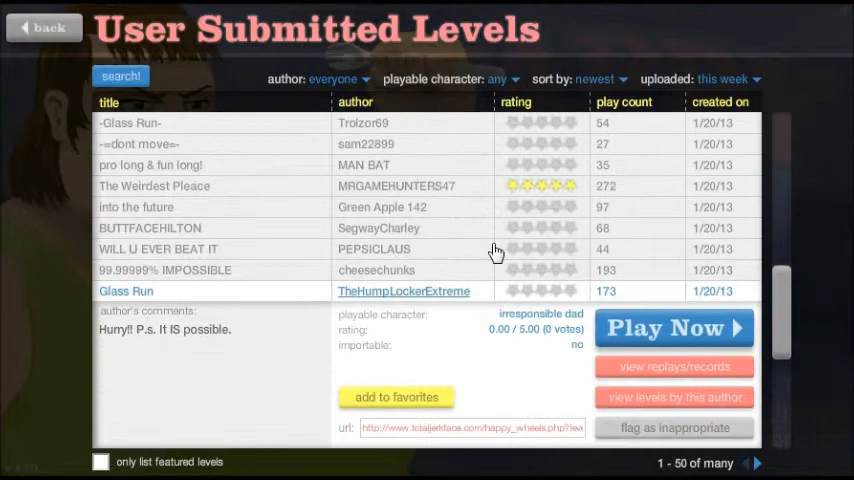 back
User Submitted Levels
search!
author: everyone playable character: any sort by: newest uploaded: this week
title author rating play count created on
-Glass Run- Trolzor69 54 1/20/13
-=dont move=- sam22899 27 1/20/13
pro long & fun long! MAN BAT 35 1/20/13
The Weirdest Pleace MRGAMEHUNTERS47 272 1/20/13
into the future Green Apple 142 97 1/20/13
BUTTFACEHILTON SegwayCharley 68 1/20/13
WILL U EVER BEAT IT PEPSICLAUS 44 1/20/13
99.99999% IMPOSSIBLE cheesechunks 193 1/20/13
Glass Run TheHumpLockerExtreme 173 1/20/13
author's comments:
Hurry!! P.s. It IS possible.
playable character: irresponsible dad
rating: 0.00 / 5.00 (0 votes)
importable: no
add to favorites
url: http://www.totaljerkface.com/happy_wheels.php?lev
Play Now
view replays/records
view levels by this author
flag as inappropriate
only list featured levels
1 - 50 of many